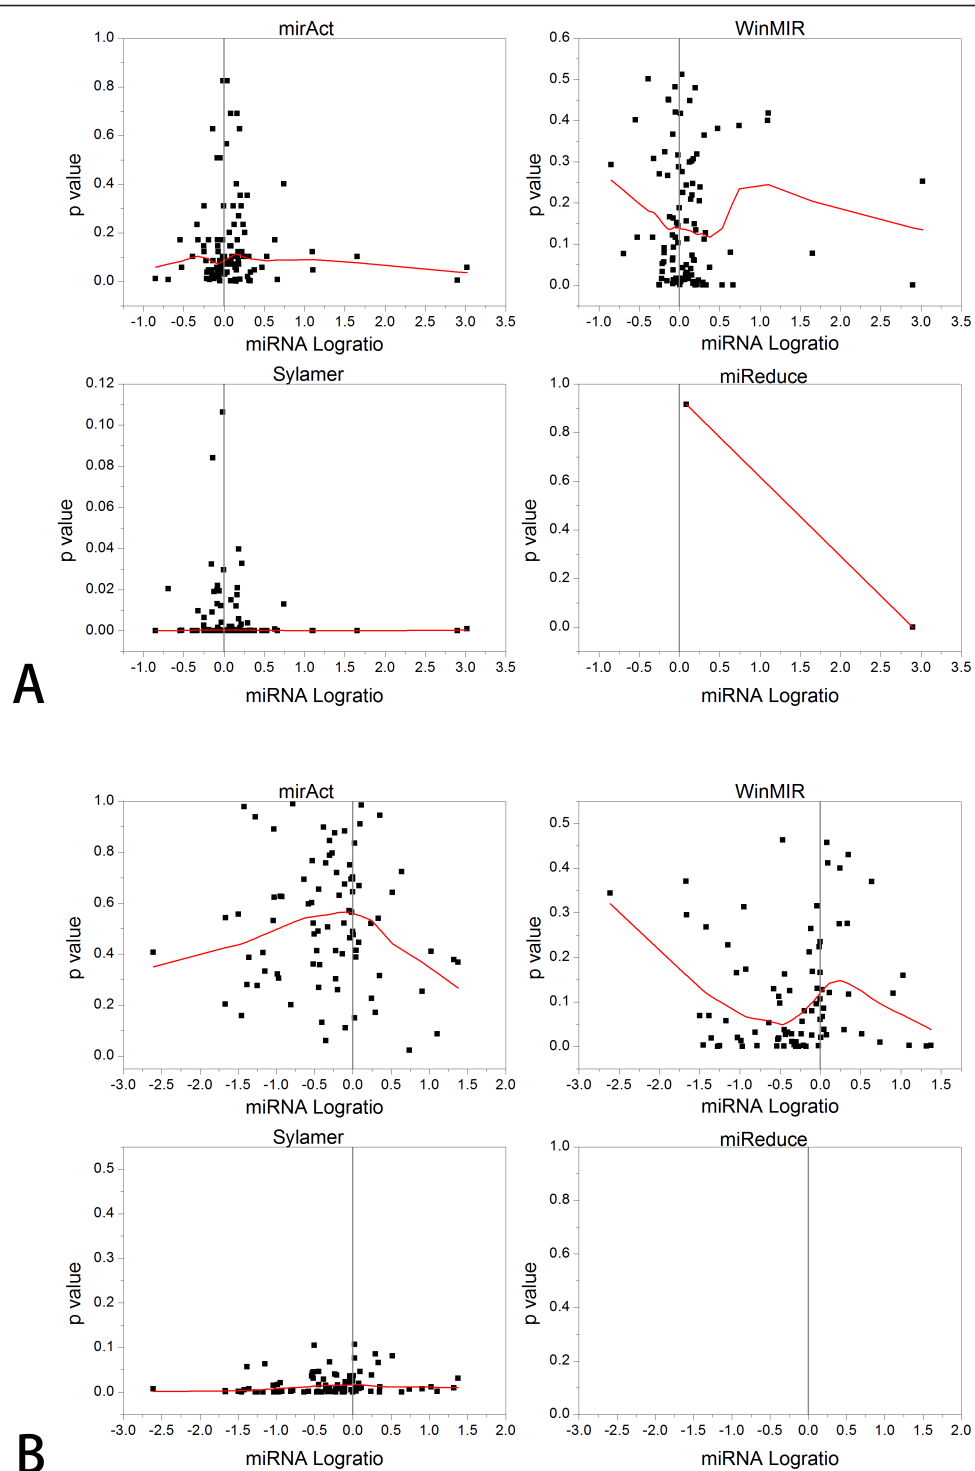 mirAct
WinMIR
1.0
0.8
0.6
0.4
0.2
0.0
p value
-1.0 -0.5 0.0 0.5 1.0 1.5 2.0 2.5 3.0 3.5
miRNA Logratio
0.6
0.5
0.4
0.3
0.2
0.1
0.0
p value
-1.0 -0.5 0.0 0.5 1.0 1.5 2.0 2.5 3.0 3.5
miRNA Logratio
Sylamer
miReduce
0.12
0.10
0.08
0.06
0.04
0.02
0.00
p value
-1.0 -0.5 0.0 0.5 1.0 1.5 2.0 2.5 3.0 3.5
miRNA Logratio
1.0
0.8
0.6
0.4
0.2
0.0
p value
-1.0 -0.5 0.0 0.5 1.0 1.5 2.0 2.5 3.0 3.5
miRNA Logratio
A
mirAct
WinMIR
1.0
0.8
0.6
0.4
0.2
0.0
p value
-3.0 -2.5 -2.0 -1.5 -1.0 -0.5 0.0 0.5 1.0 1.5 2.0
miRNA Logratio
0.5
0.4
0.3
0.2
0.1
0.0
p value
-3.0 -2.5 -2.0 -1.5 -1.0 -0.5 0.0 0.5 1.0 1.5
miRNA Logratio
Sylamer
miReduce
0.5
0.4
0.3
0.2
0.1
0.0
p value
-3.0 -2.5 -2.0 -1.5 -1.0 -0.5 0.0 0.5 1.0 1.5 2.0
miRNA Logratio
1.0
0.8
0.6
0.4
0.2
0.0
p value
-3.0 -2.5 -2.0 -1.5 -1.0 -0.5 0.0 0.5 1.0 1.5 2.0
miRNA Logratio
B